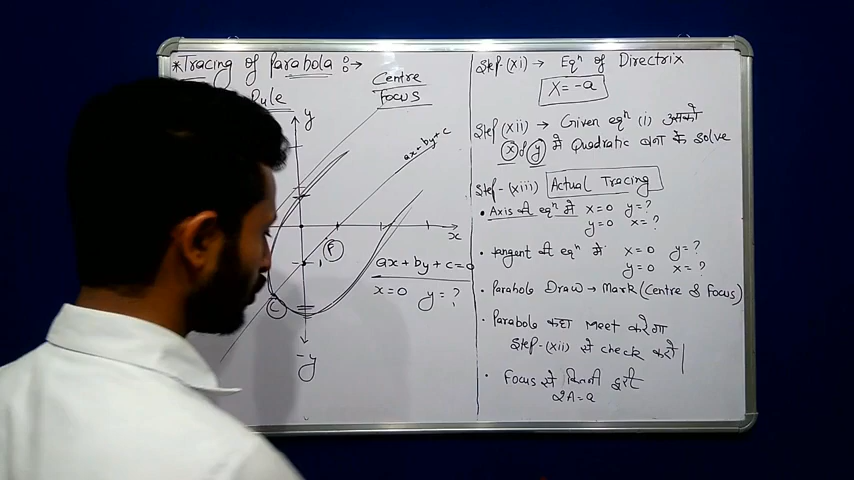 *Tracing of Parabola :→
Rule
Centre
Focus
y
ax+by+c
x
F
-1
ax+by+c=0
x=0 y=?
C
-y
Step-(xi) → Eqⁿ of Directrix
X=-a
Step (xii) → Given eqⁿ (i) उसको
x of y में Quadratic बना के solve
Step-(xiii) Actual Tracing
• Axis की eqⁿ में x=0 y=?
y=0 x=?
• tangent की eqⁿ में x=0 y=?
y=0 x=?
• Parabola Draw → Mark (Centre & Focus)
• Parabola कहा Meet करेगा
Step-(xii) से check करो
• Focus से कितनी दूरी
2A=a